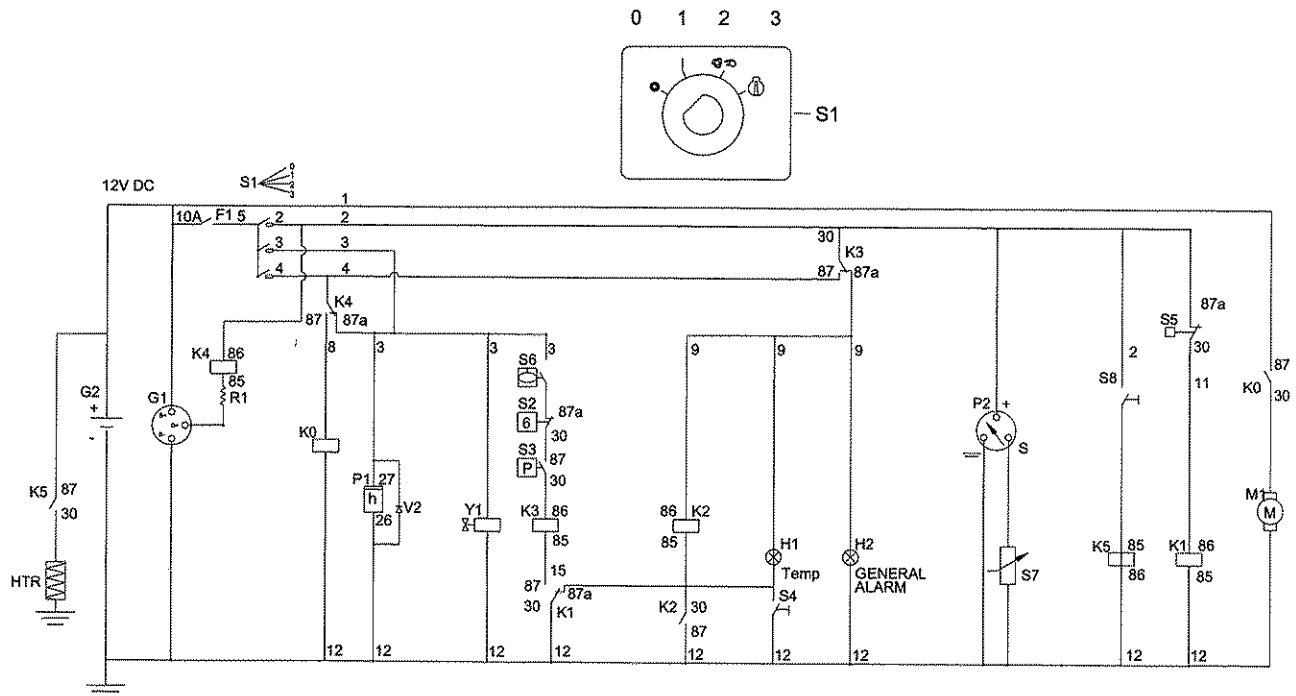 0 1 2 3
S1
12V DC
S1
0
1
2
3
1
10A F1 5 2 2
3 3
4 4
30
K3
87 87a
K4
87 87a
8 3 3 3
9 9 9
K4 86
85
R1
G2
+
-
G1
S6
S2
6
87a
30
S3
P
87
30
K0
P1 27
h
26
V2
Y1
K3 86
85
15
87
30
87a
K1
86 K2
85
K2 30
87
H1
Temp
S4
H2
GENERAL
ALARM
P2 +
S
S7
2
S8
K5 85
86
87a
S5
30
11
K1 86
85
87
K0
30
M1
M
K5 87
30
HTR
12 12 12 12 12 12 12 12 12